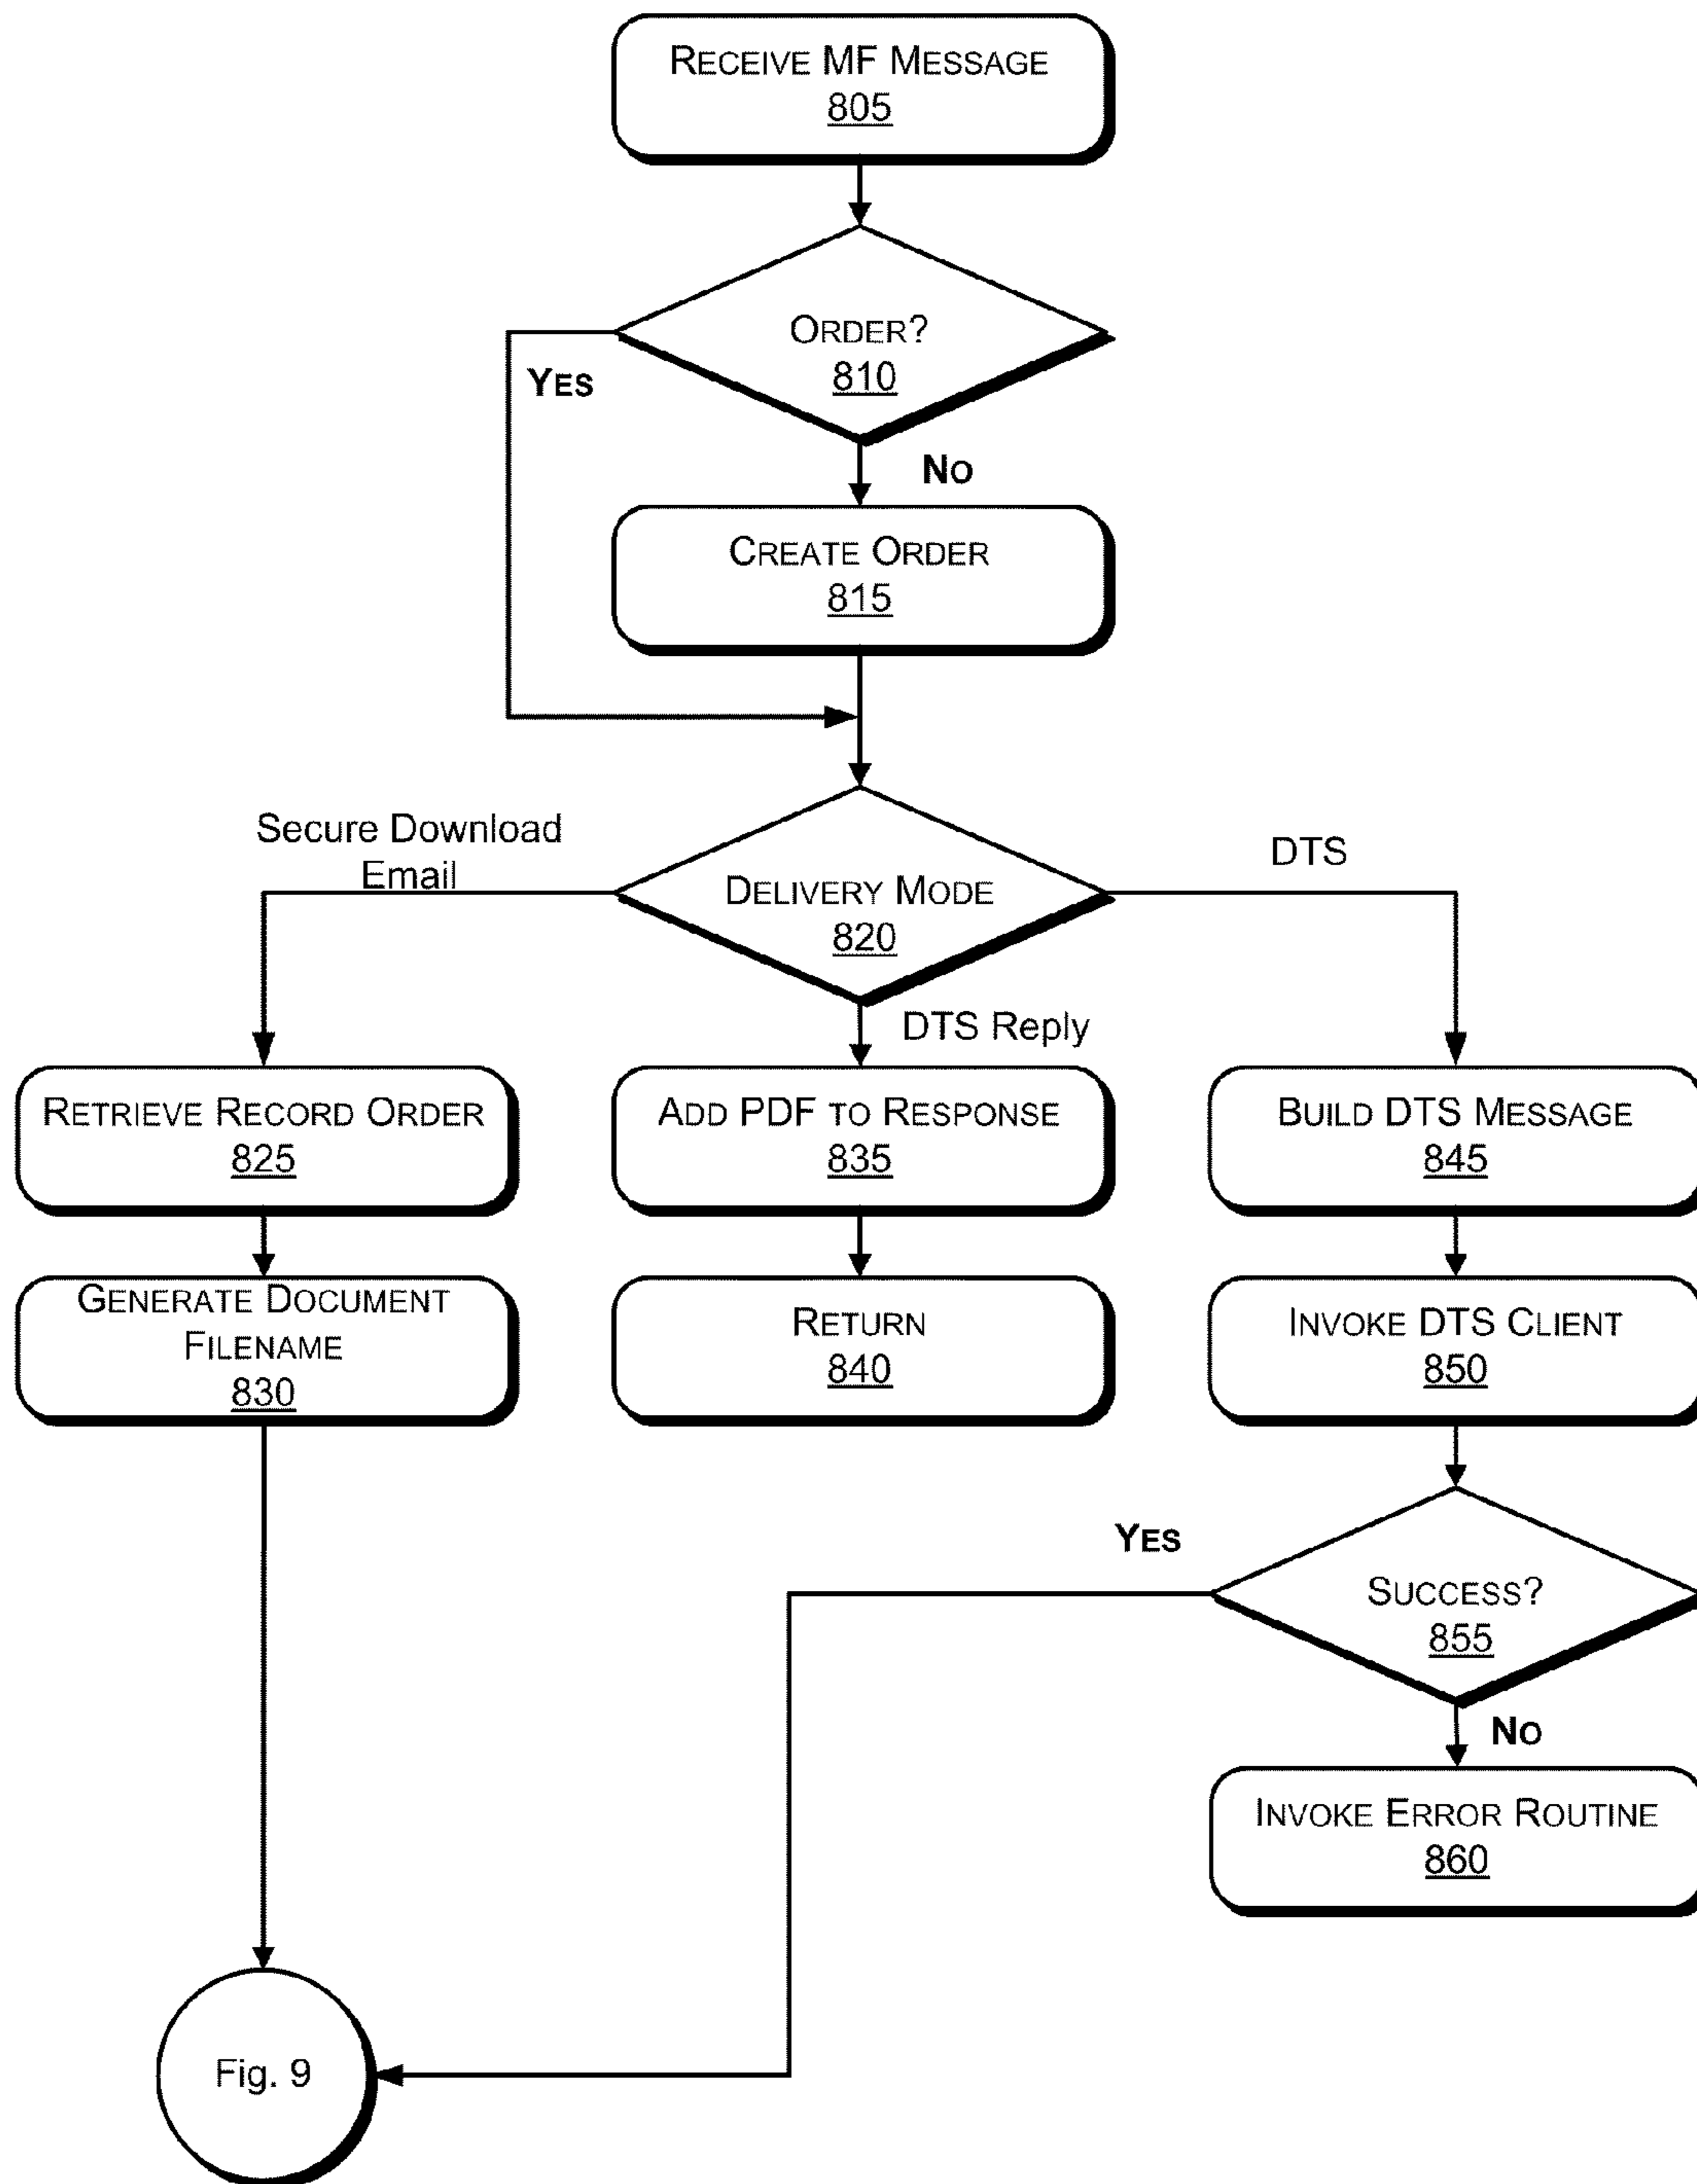 RECEIVE MF MESSAGE
805
ORDER?
810
YES
NO
CREATE ORDER
815
Secure Download
Email
DTS
DELIVERY MODE
820
DTS Reply
RETRIEVE RECORD ORDER
825
ADD PDF TO RESPONSE
835
BUILD DTS MESSAGE
845
GENERATE DOCUMENT
FILENAME
830
RETURN
840
INVOKE DTS CLIENT
850
YES
SUCCESS?
855
NO
INVOKE ERROR ROUTINE
860
Fig. 9